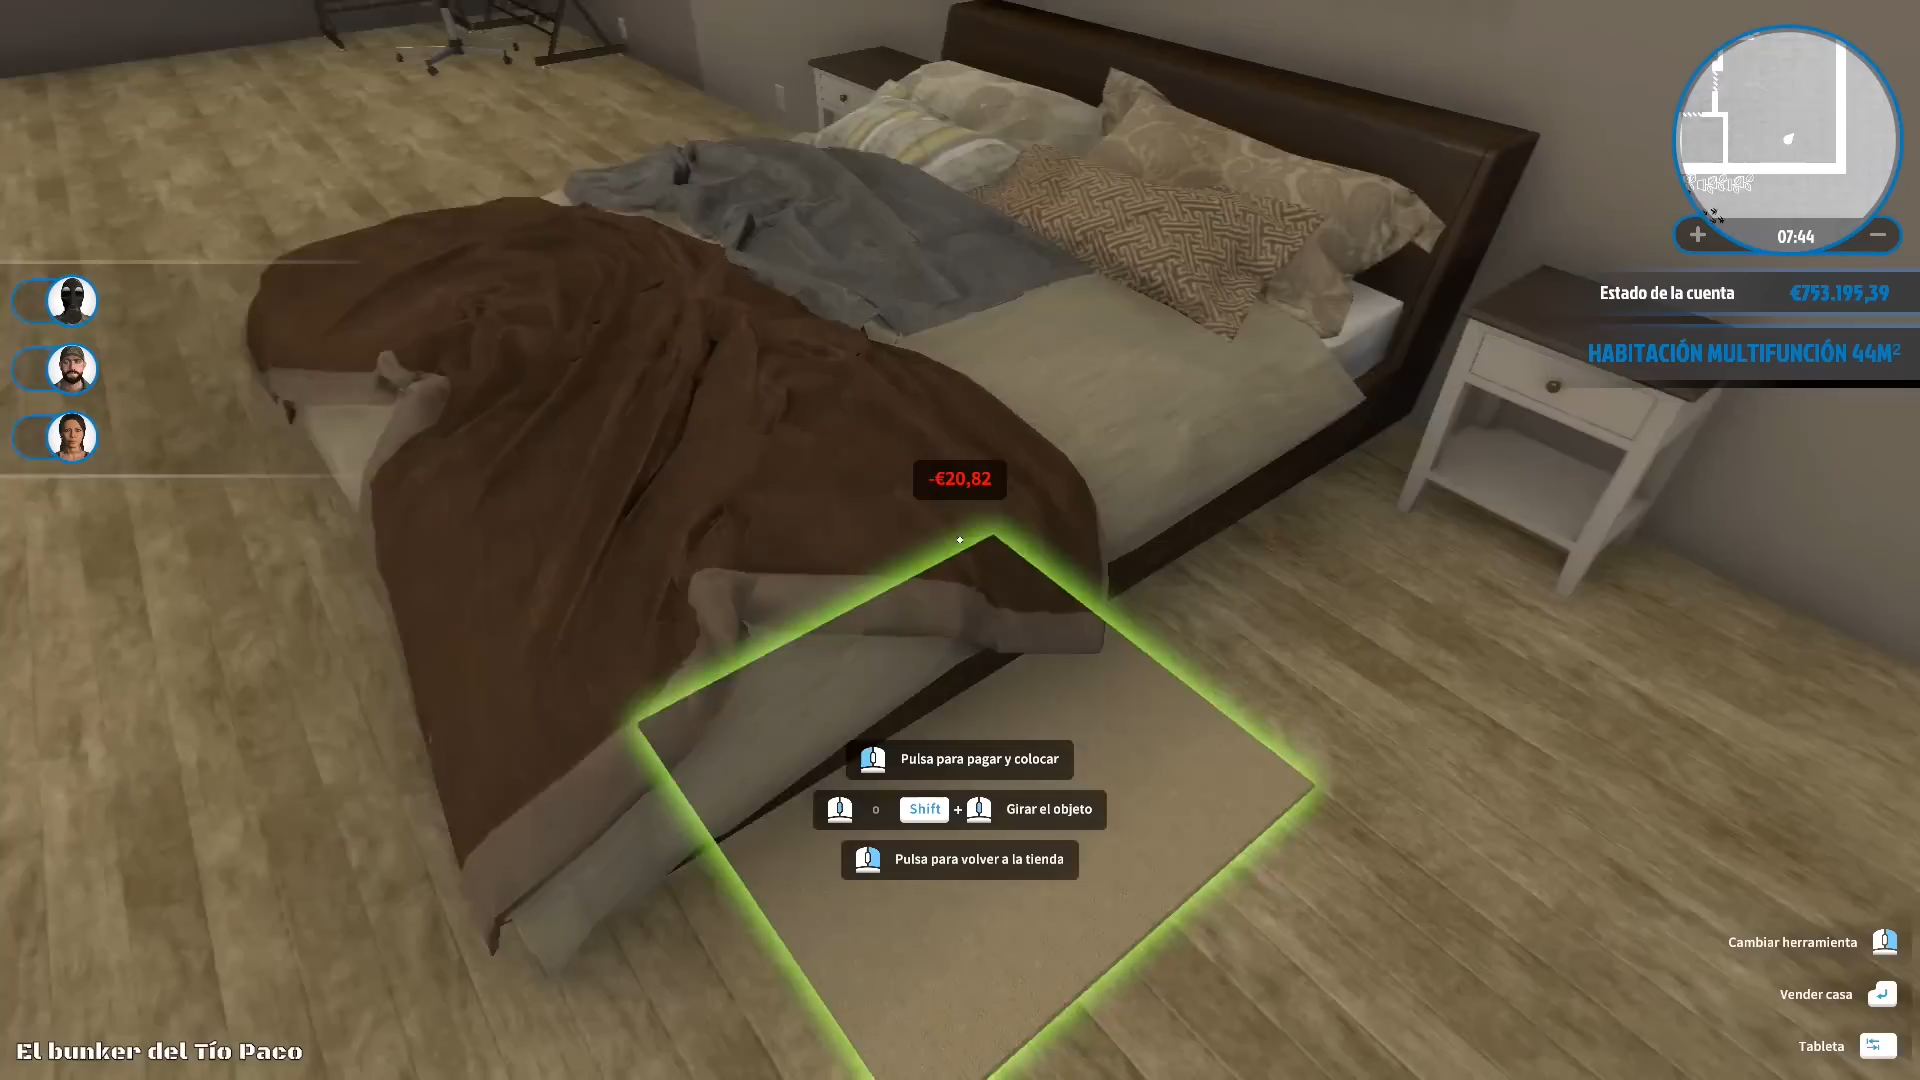 07:44
Estado de la cuenta €753.195,39
HABITACIÓN MULTIFUNCIÓN 44M²
-€20,82
Pulsa para pagar y colocar
o Shift + Girar el objeto
Pulsa para volver a la tienda
Cambiar herramienta
Vender casa
Tableta
El bunker del Tío Paco